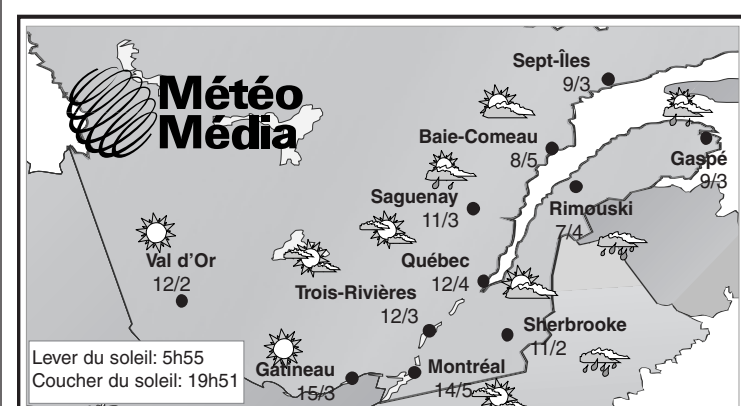 Météo
Média
Sept-Îles
9/3
Baie-Comeau
8/5
Gaspé
9/3
Saguenay
11/3
Rimouski
7/4
Val d'Or
12/2
Québec
12/4
Trois-Rivières
12/3
Sherbrooke
11/2
Lever du soleil: 5h55
Coucher du soleil: 19h51
Gatineau
15/3
Montréal
14/5